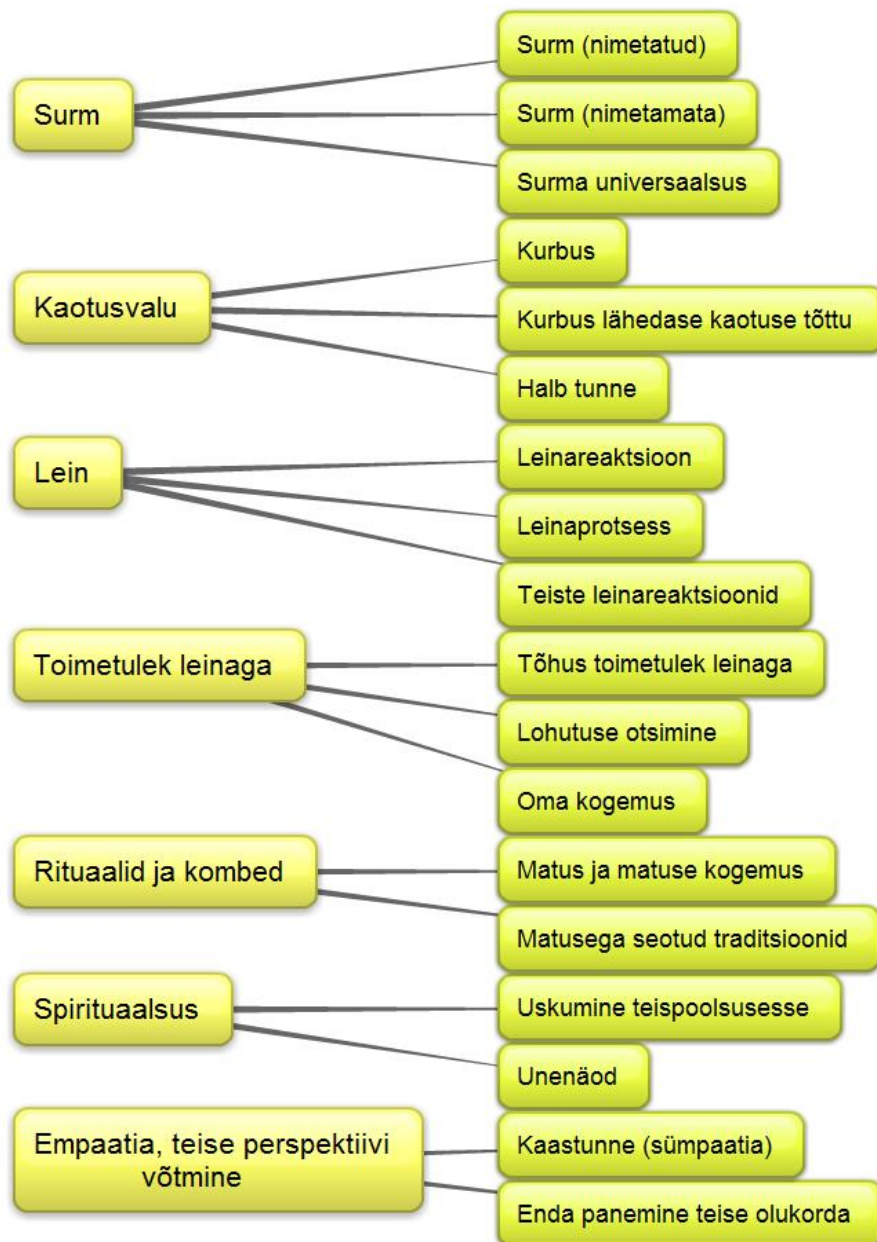 Surm
Surm (nimetatud)
Surm (nimetamata)
Surma universaalsus
Kaotusvalu
Kurbus
Kurbus lähedase kaotuse tõttu
Halb tunne
Lein
Leinareaktsioon
Leinaprotsess
Teiste leinareaktsioonid
Toimetulek leinaga
Tõhus toimetulek leinaga
Lohutuse otsimine
Oma kogemus
Rituaalid ja kombed
Matus ja matuse kogemus
Matusega seotud traditsioonid
Spirituaalsus
Uskumine teispoolsusesse
Unenäod
Empaatia, teise perspektiivi
võtmine
Kaastunne (sümpaatia)
Enda panemine teise olukorda